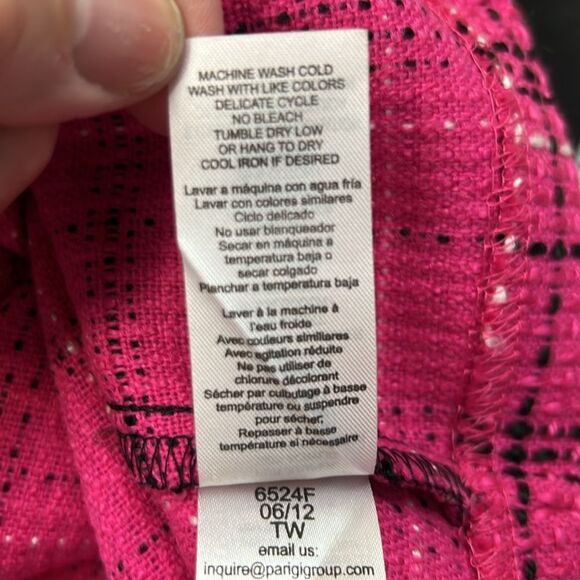 MACHINE WASH COLD
WASH WITH LIKE COLORS
DELICATE CYCLE
NO BLEACH
TUMBLE DRY LOW
OR HANG TO DRY
COOL IRON IF DESIRED
Lavar a máquina con agua fría
Lavar con colores similares
Ciclo delicado
No usar blanqueador
Secar en máquina a
temperatura baja o
secar colgado
Planchar a temperatura baja
Laver à la machine à
l'eau froide
Avec couleurs similiares
Avec agitation réduite
Ne pas utiliser de
chlorure décolorant
Sécher par culbutage à basse
température ou suspendre
pour sécher,
Repasser à basse
température si nécessaire
6524F
06/12
TW
email us:
inquire@parigigroup.com